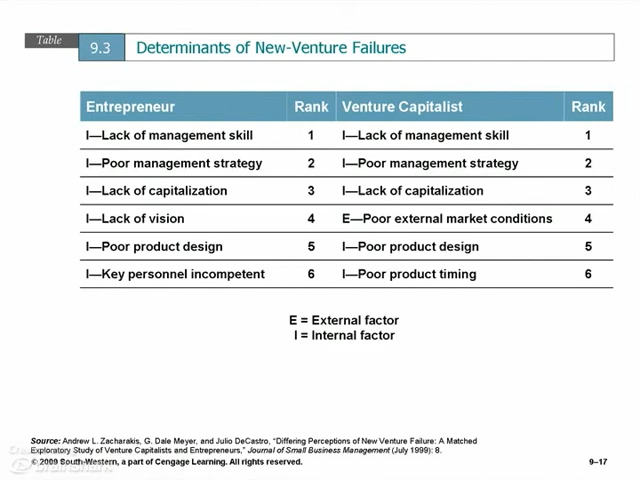 Table 9.3 Determinants of New-Venture Failures
Entrepreneur Rank Venture Capitalist Rank
I—Lack of management skill 1 I—Lack of management skill 1
I—Poor management strategy 2 I—Poor management strategy 2
I—Lack of capitalization 3 I—Lack of capitalization 3
I—Lack of vision 4 E—Poor external market conditions 4
I—Poor product design 5 I—Poor product design 5
I—Key personnel incompetent 6 I—Poor product timing 6
E = External factor
I = Internal factor
Source: Andrew L. Zacharakis, G. Dale Meyer, and Julio DeCastro, "Differing Perceptions of New Venture Failure: A Matched
Exploratory Study of Venture Capitalists and Entrepreneurs," Journal of Small Business Management (July 1999): 8.
© 2009 South-Western, a part of Cengage Learning. All rights reserved. 9–17